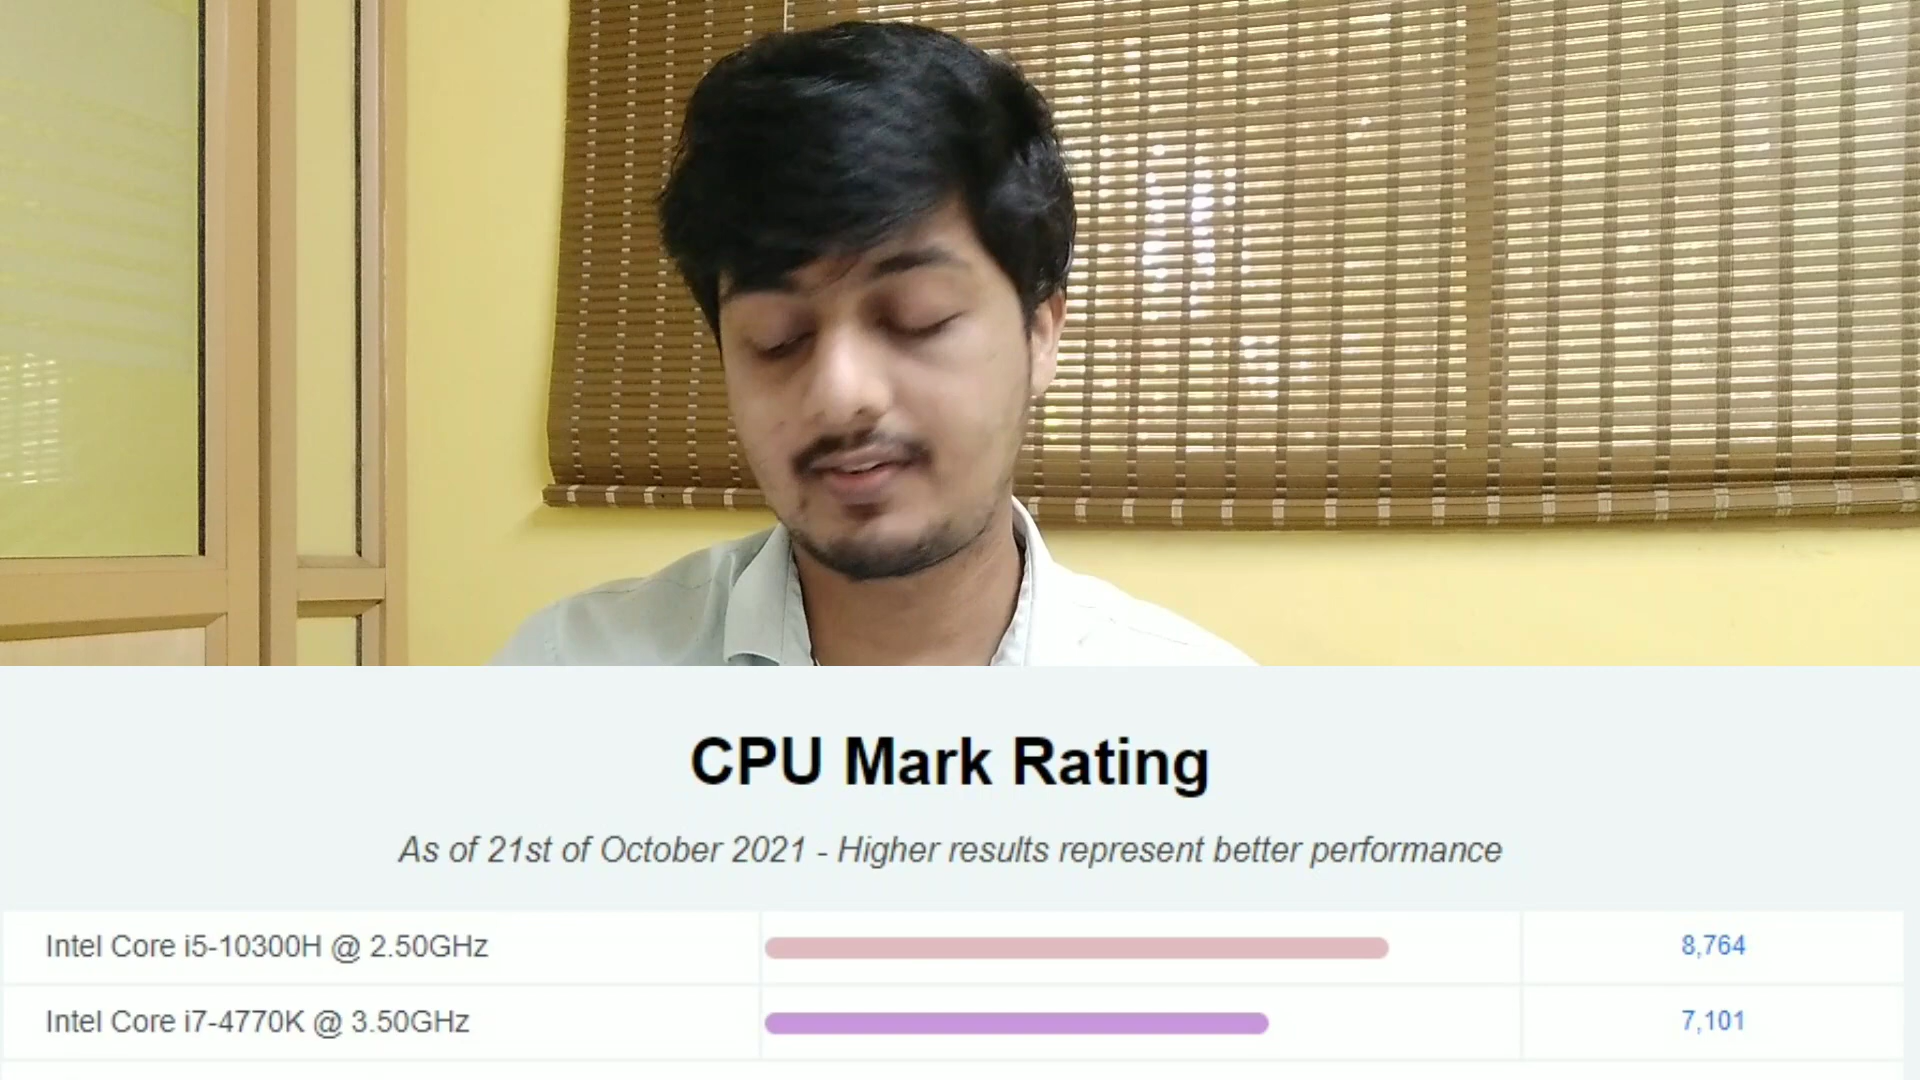 CPU Mark Rating
As of 21st of October 2021 - Higher results represent better performance
Intel Core i5-10300H @ 2.50GHz 8,764
Intel Core i7-4770K @ 3.50GHz 7,101